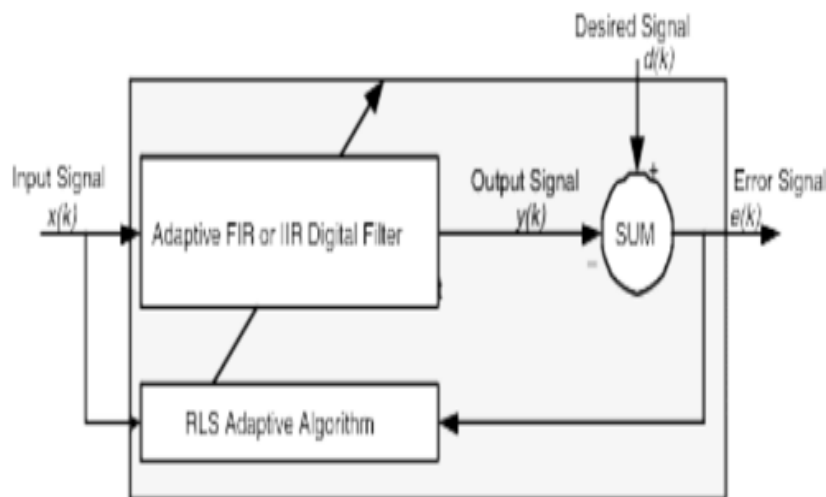 Desired Signal
d(k)
Input Signal
x(k)
Adaptive FIR or IIR Digital Filter
Output Signal
y(k)
+
SUM
-
Error Signal
e(k)
RLS Adaptive Algorithm